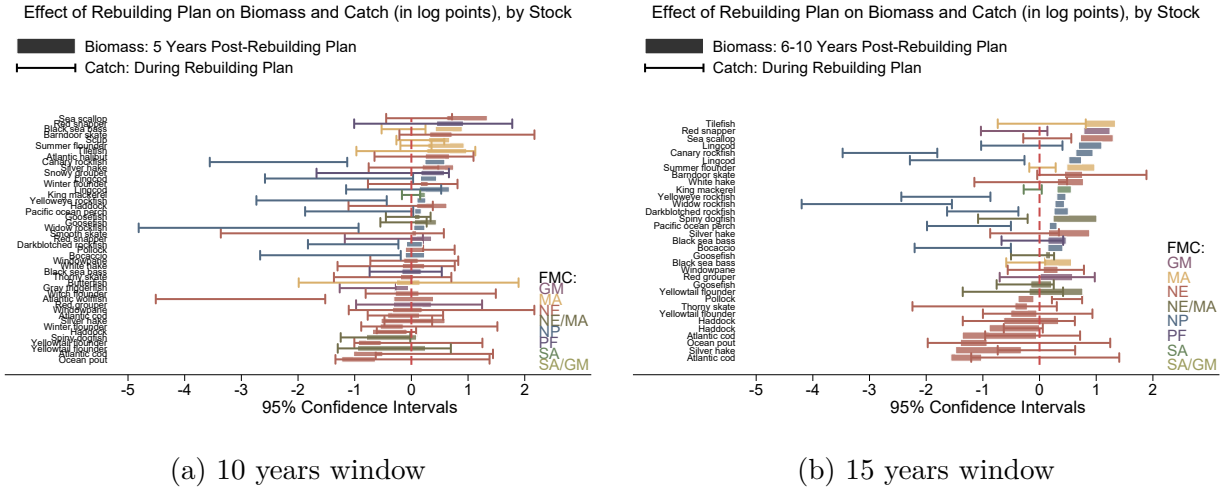 Effect of Rebuilding Plan on Biomass and Catch (in log points), by Stock
Biomass: 5 Years Post-Rebuilding Plan
Catch: During Rebuilding Plan
Sea scallop
Red snapper
Black sea bass
Barndoor skate
Scup
Summer flounder
Tilefish
Atlantic halibut
Canary rockfish
Silver hake
Snowy grouper
Lingcod
Winter flounder
Lingcod
King mackerel
Yelloweye rockfish
Haddock
Pacific ocean perch
Goosefish
Goosefish
Widow rockfish
Smooth skate
Red snapper
Darkblotched rockfish
Pollock
Bocaccio
Windowpane
White hake
Black sea bass
Thorny skate
Butterfish
Gray triggerfish
Witch flounder
Atlantic wolffish
Red grouper
Windowpane
Atlantic cod
Silver hake
Winter flounder
Haddock
Spiny dogfish
Yellowtail flounder
Yellowtail flounder
Atlantic cod
Ocean pout
FMC:
GM
MA
NE
NE/MA
NP
PF
SA
SA/GM
-5 -4 -3 -2 -1 0 1 2
95% Confidence Intervals
(a) 10 years window
Effect of Rebuilding Plan on Biomass and Catch (in log points), by Stock
Biomass: 6-10 Years Post-Rebuilding Plan
Catch: During Rebuilding Plan
Tilefish
Red snapper
Sea scallop
Lingcod
Canary rockfish
Lingcod
Summer flounder
Barndoor skate
White hake
King mackerel
Yelloweye rockfish
Widow rockfish
Darkblotched rockfish
Spiny dogfish
Pacific ocean perch
Silver hake
Black sea bass
Bocaccio
Goosefish
Black sea bass
Windowpane
Red grouper
Goosefish
Yellowtail flounder
Pollock
Thorny skate
Yellowtail flounder
Haddock
Haddock
Atlantic cod
Ocean pout
Silver hake
Atlantic cod
FMC:
GM
MA
NE
NE/MA
NP
PF
SA
SA/GM
-5 -4 -3 -2 -1 0 1 2
95% Confidence Intervals
(b) 15 years window